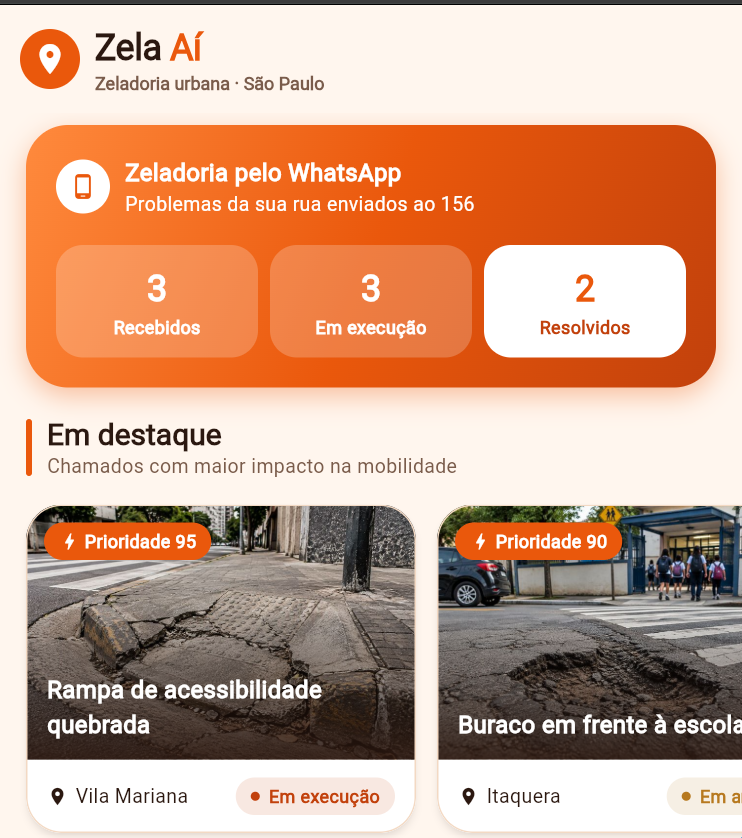 Zela Aí
Zeladoria urbana · São Paulo
Zeladoria pelo WhatsApp
Problemas da sua rua enviados ao 156
3
Recebidos
3
Em execução
2
Resolvidos
Em destaque
Chamados com maior impacto na mobilidade
Prioridade 95
Rampa de acessibilidade
quebrada
Vila Mariana
Em execução
Prioridade 90
Buraco em frente à escola
Itaquera
Em